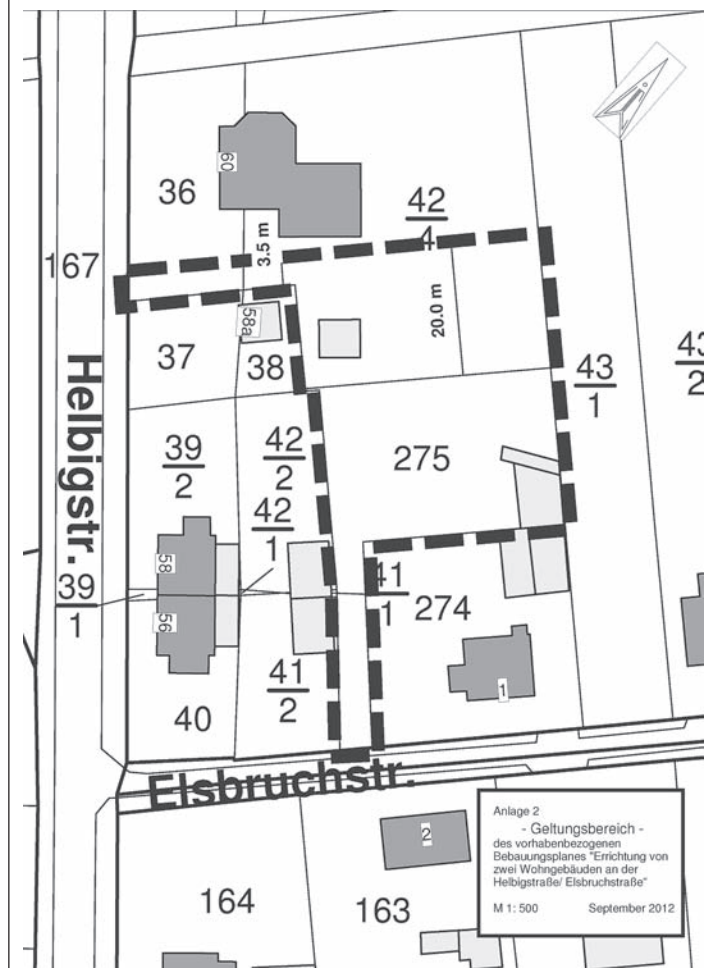 60
36
42
4
3.5 m
167
58a
20.0 m
37
38
43
1
Helbigstr.
39
2
42
2
275
42
1
58
39
1
56
41
1
274
41
2
1
40
Elsbruchstr.
2
164
163
Anlage 2
- Geltungsbereich -
des vorhabenbezogenen
Bebauungsplanes "Errichtung von
zwei Wohngebäuden an der
Helbigstraße/ Elsbruchstraße"
M 1: 500 September 2012